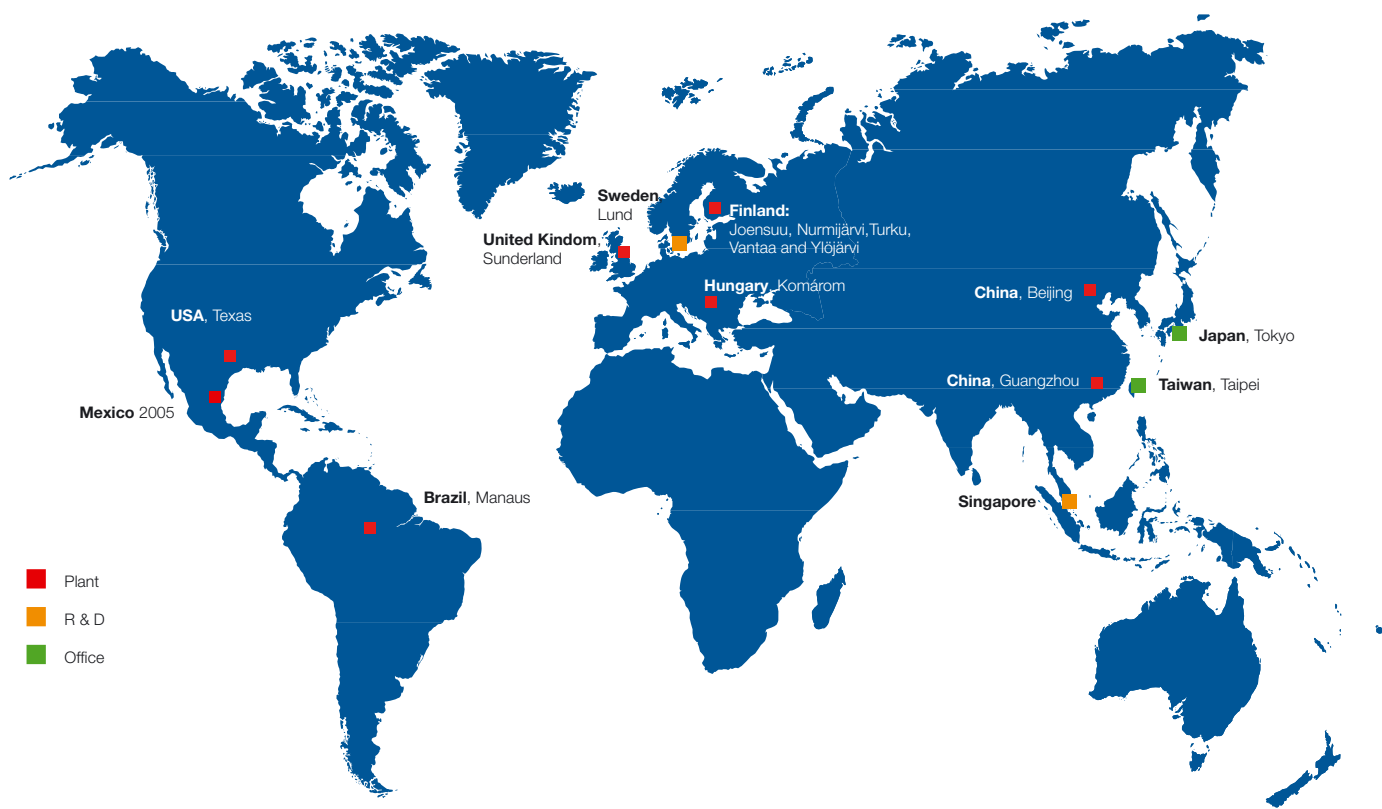 Sweden,
Lund
Finland:
Joensuu, Nurmijärvi,Turku,
Vantaa and Ylöjärvi
United Kindom,
Sunderland
Hungary, Komárom
China, Beijing
USA, Texas
Japan, Tokyo
China, Guangzhou
Taiwan, Taipei
Mexico 2005
Brazil, Manaus
Singapore
Plant
R & D
Office